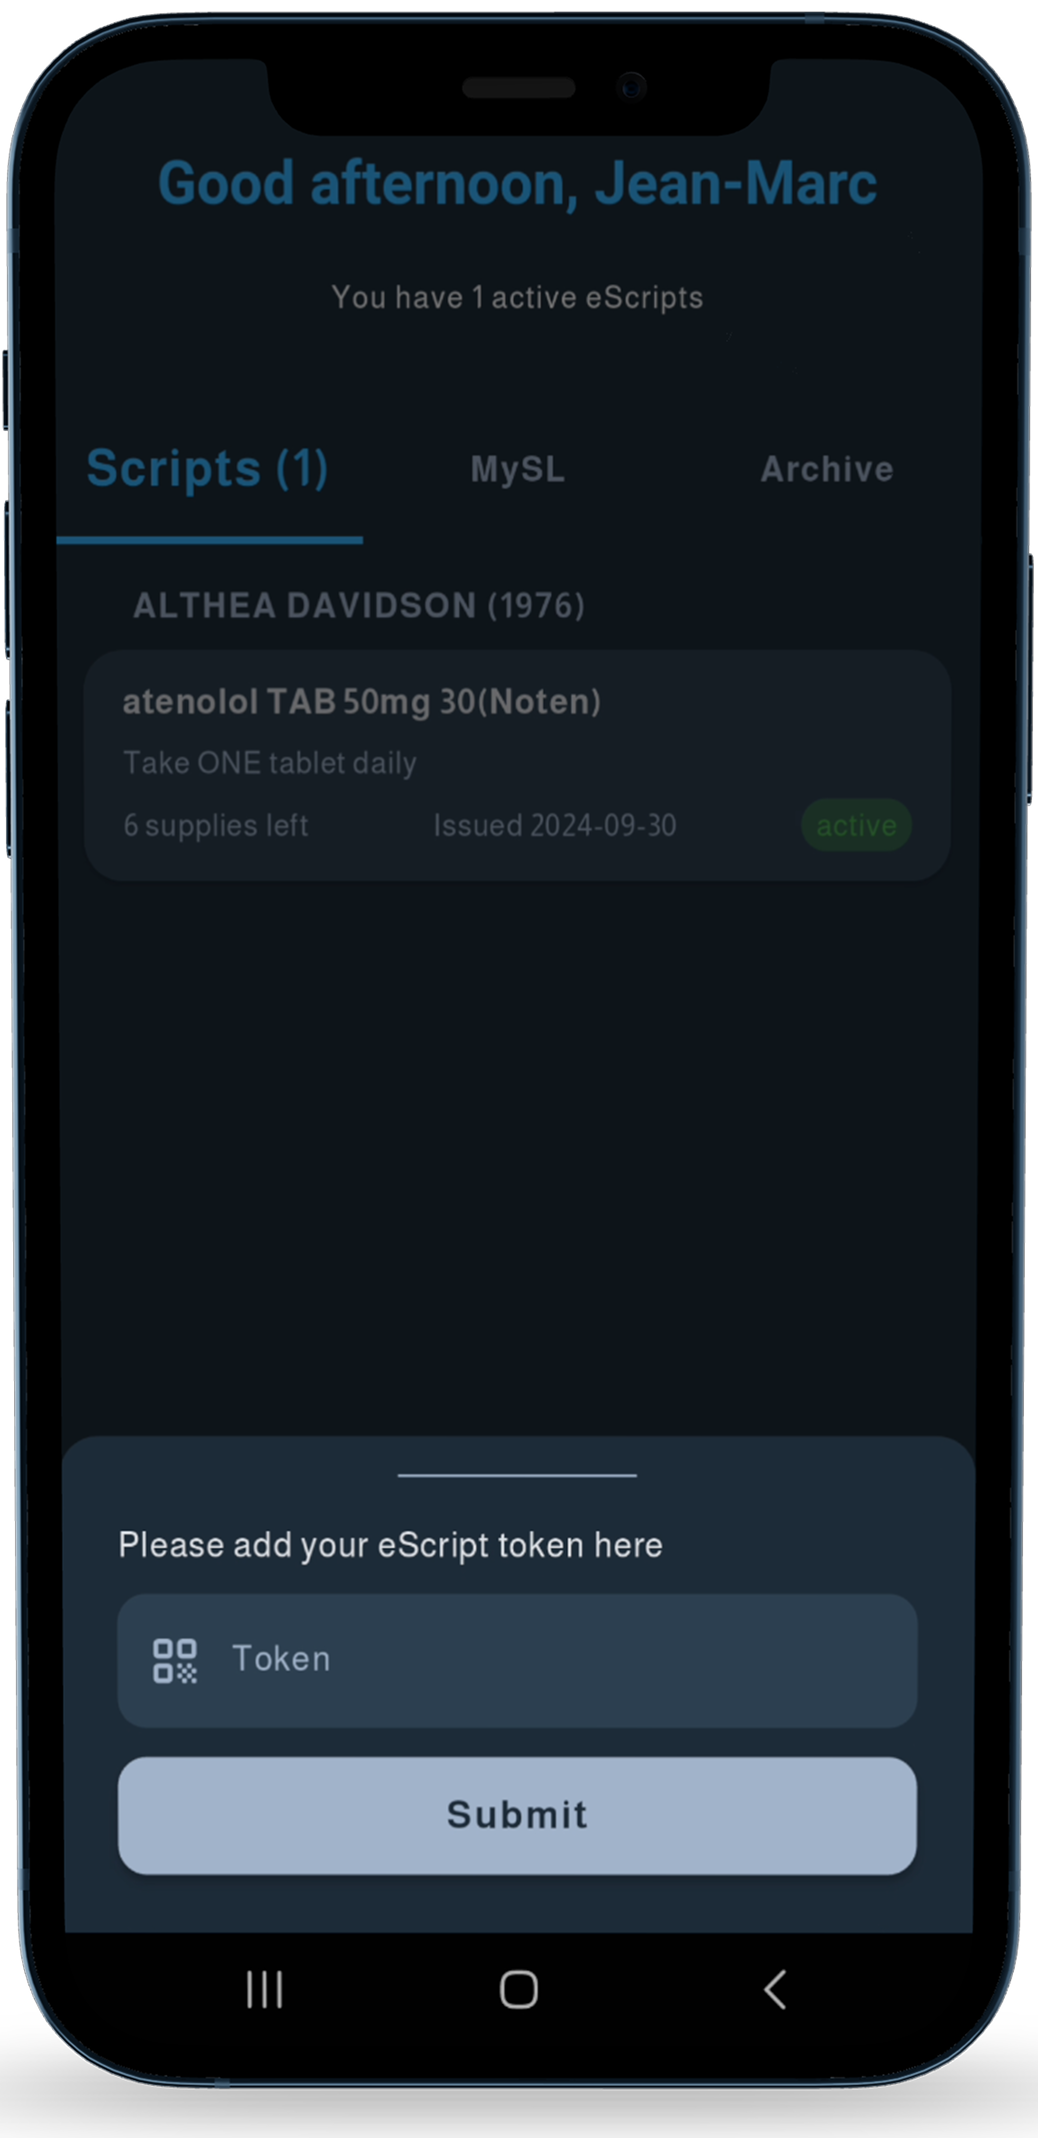 Good afternoon, Jean-Marc
You have 1 active eScripts
Scripts (1) MySL Archive
ALTHEA DAVIDSON (1976)
atenolol TAB 50mg 30(Noten)
Take ONE tablet daily
6 supplies left Issued 2024-09-30 active
Please add your eScript token here
Token
Submit